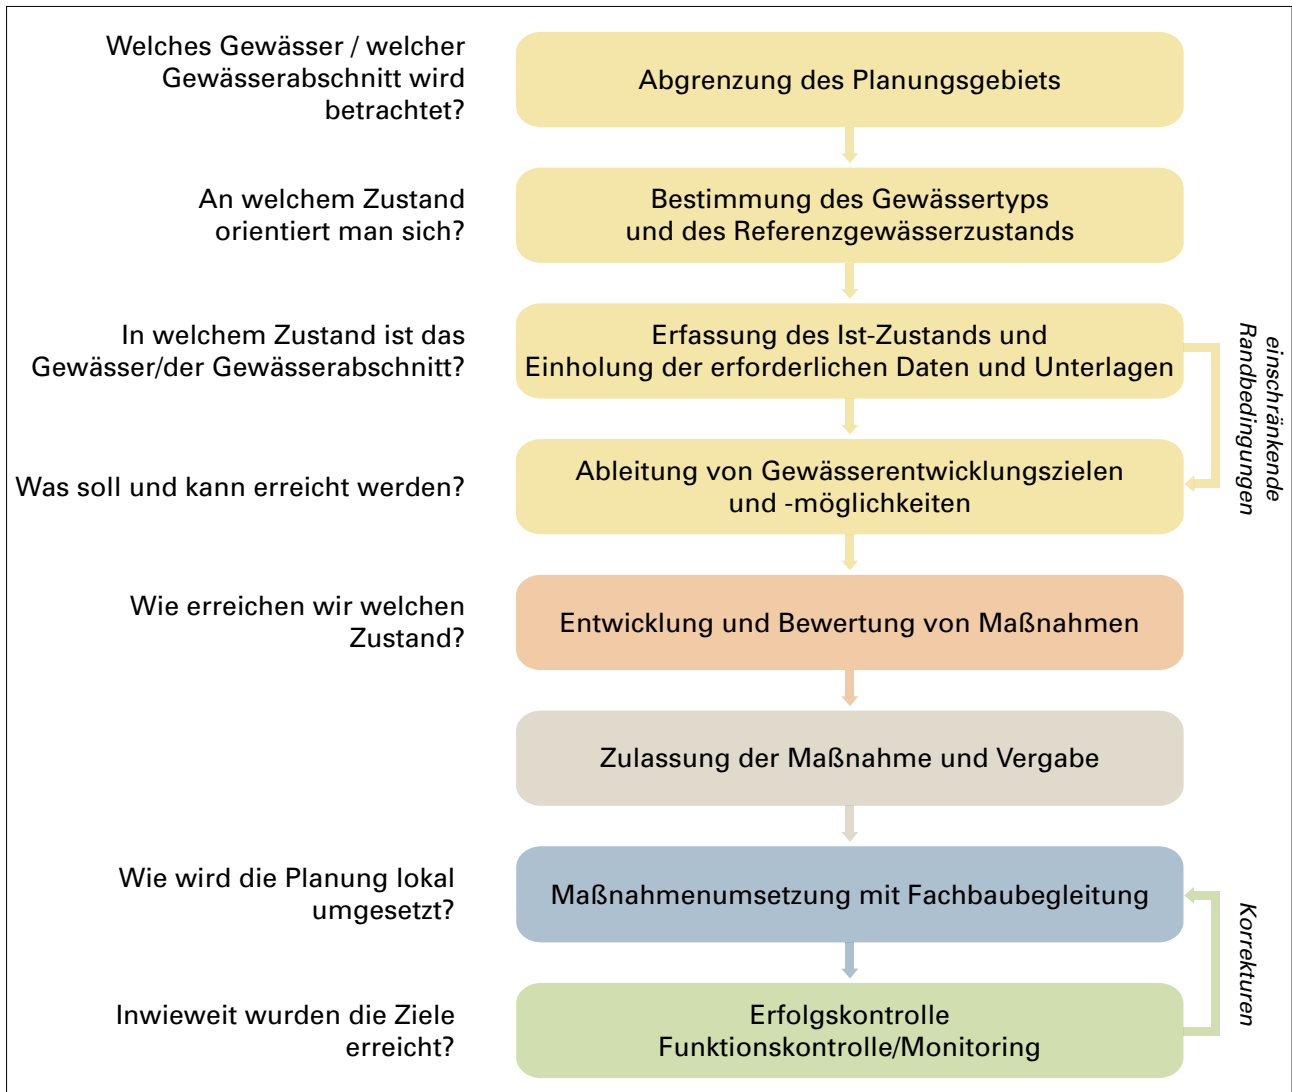 Welches Gewässer / welcher
Gewässerabschnitt wird
betrachtet?
Abgrenzung des Planungsgebiets
An welchem Zustand
orientiert man sich?
Bestimmung des Gewässertyps
und des Referenzgewässerzustands
In welchem Zustand ist das
Gewässer/der Gewässerabschnitt?
Erfassung des Ist-Zustands und
Einholung der erforderlichen Daten und Unterlagen
einschränkende
Randbedingungen
Was soll und kann erreicht werden?
Ableitung von Gewässerentwicklungszielen
und -möglichkeiten
Wie erreichen wir welchen
Zustand?
Entwicklung und Bewertung von Maßnahmen
Zulassung der Maßnahme und Vergabe
Wie wird die Planung lokal
umgesetzt?
Maßnahmenumsetzung mit Fachbaubegleitung
Korrekturen
Inwieweit wurden die Ziele
erreicht?
Erfolgskontrolle
Funktionskontrolle/Monitoring